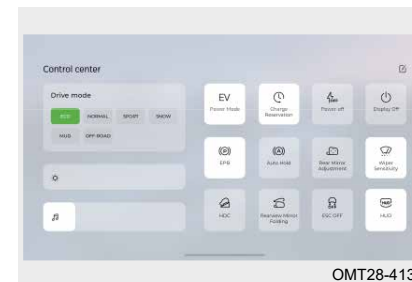 Control center
Drive mode
ECO NORMAL SPORT SNOW
MUD OFF-ROAD
EV
Power Mode
Charge
Reservation
Power off
Display Off
EPB
Auto Hold
Rear Mirror
Adjustment
Wiper
Sensitivity
HDC
Rearview Mirror
Folding
ESC OFF
HUD
OMT28-413